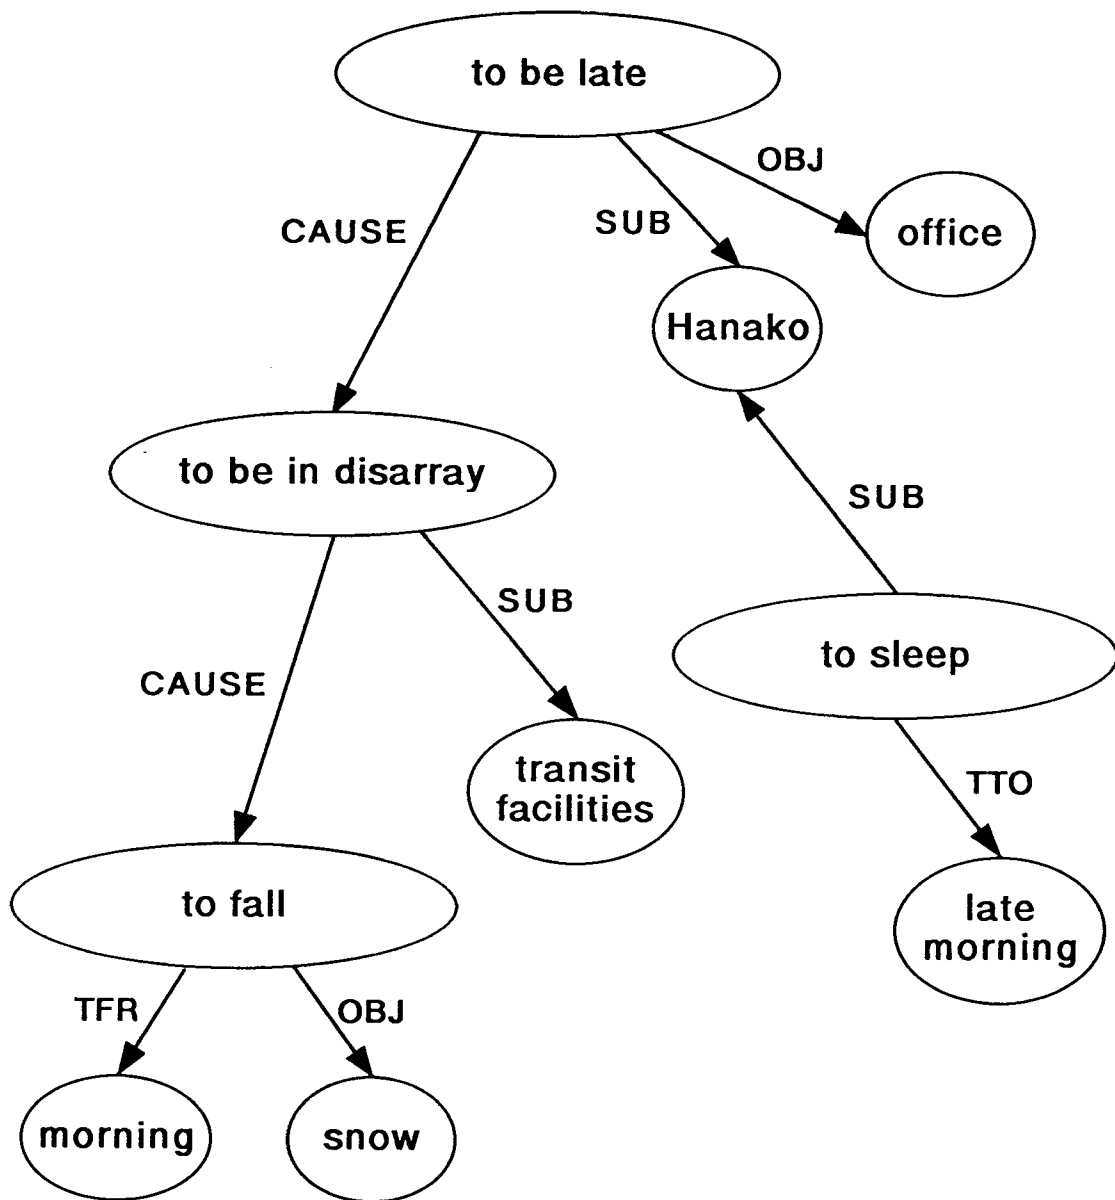 to be late
OBJ
CAUSE
SUB
office
Hanako
to be in disarray
SUB
SUB
to sleep
CAUSE
transit
facilities
TTO
to fall
late
morning
TFR
OBJ
morning
snow